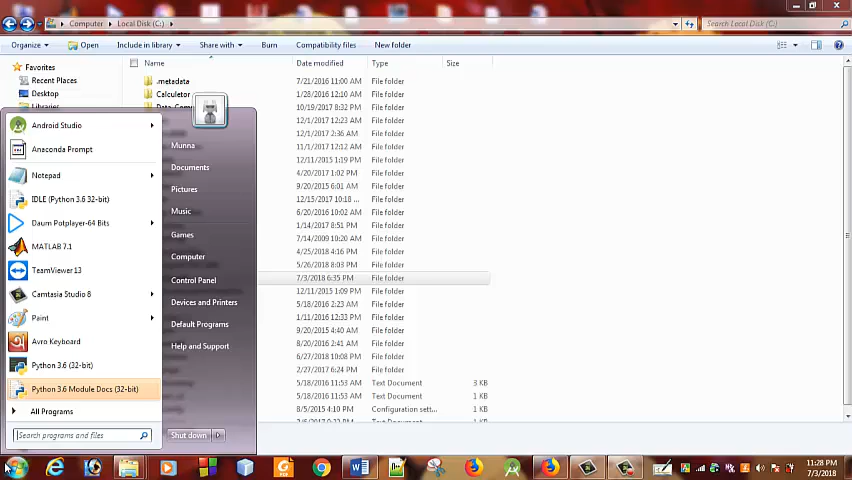 Computer ▸ Local Disk (C:) ▸
Search Local Disk (C:)
Organize ▾ Open Include in library ▾ Share with ▾ Burn Compatibility files New folder
Favorites
Recent Places
Desktop
Libraries
Name Date modified Type Size
.metadata 7/21/2016 11:00 AM File folder
Calculetor 1/28/2016 12:10 AM File folder
10/19/2017 8:32 PM File folder
12/1/2017 12:23 AM File folder
12/1/2017 2:36 AM File folder
11/1/2017 12:12 AM File folder
12/11/2015 1:19 PM File folder
4/20/2017 1:02 PM File folder
9/20/2015 6:01 AM File folder
12/15/2017 10:18 ... File folder
6/20/2016 10:02 AM File folder
1/14/2017 8:51 PM File folder
7/14/2009 10:20 AM File folder
4/25/2018 4:16 PM File folder
5/26/2018 8:13 PM File folder
7/3/2018 6:35 PM File folder
12/11/2015 1:09 PM File folder
5/18/2016 2:23 AM File folder
1/11/2016 12:33 PM File folder
9/20/2015 4:40 AM File folder
8/20/2016 2:41 AM File folder
6/27/2018 10:08 PM File folder
2/27/2017 6:24 PM File folder
5/18/2016 11:53 AM Text Document 3 KB
5/18/2016 11:53 AM Text Document 1 KB
8/5/2015 4:10 PM Configuration sett... 1 KB
Text Document 1 KB
Android Studio
Anaconda Prompt
Notepad
IDLE (Python 3.6 32-bit)
Daum Potplayer-64 Bits
MATLAB 7.1
TeamViewer 13
Camtasia Studio 8
Paint
Avro Keyboard
Python 3.6 (32-bit)
Python 3.6 Module Docs (32-bit)
All Programs
Search programs and files
Munna
Documents
Pictures
Music
Games
Computer
Control Panel
Devices and Printers
Default Programs
Help and Support
Shut down
11:28 PM
7/3/2018